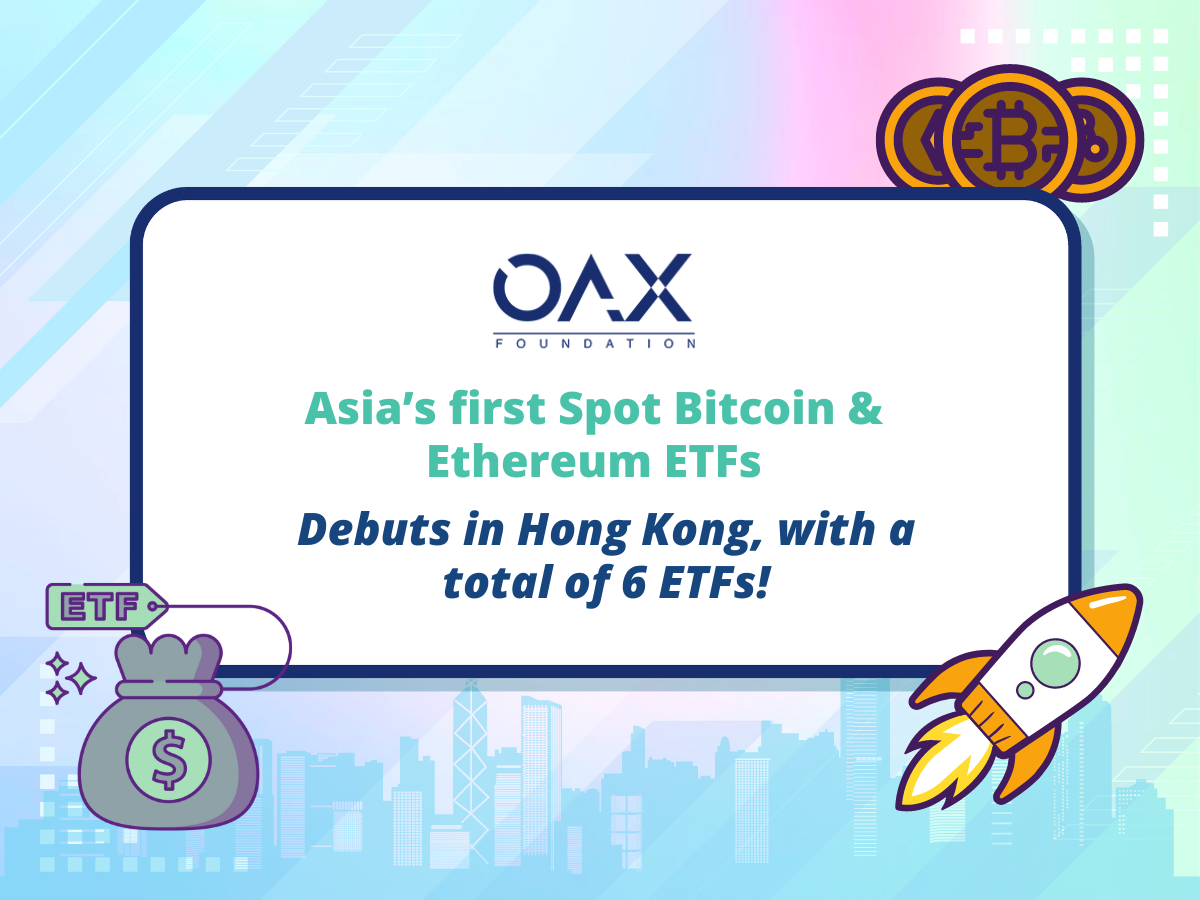 OAX
FOUNDATION
Asia’s first Spot Bitcoin &
Ethereum ETFs
Debuts in Hong Kong, with a
total of 6 ETFs!
ETF
$